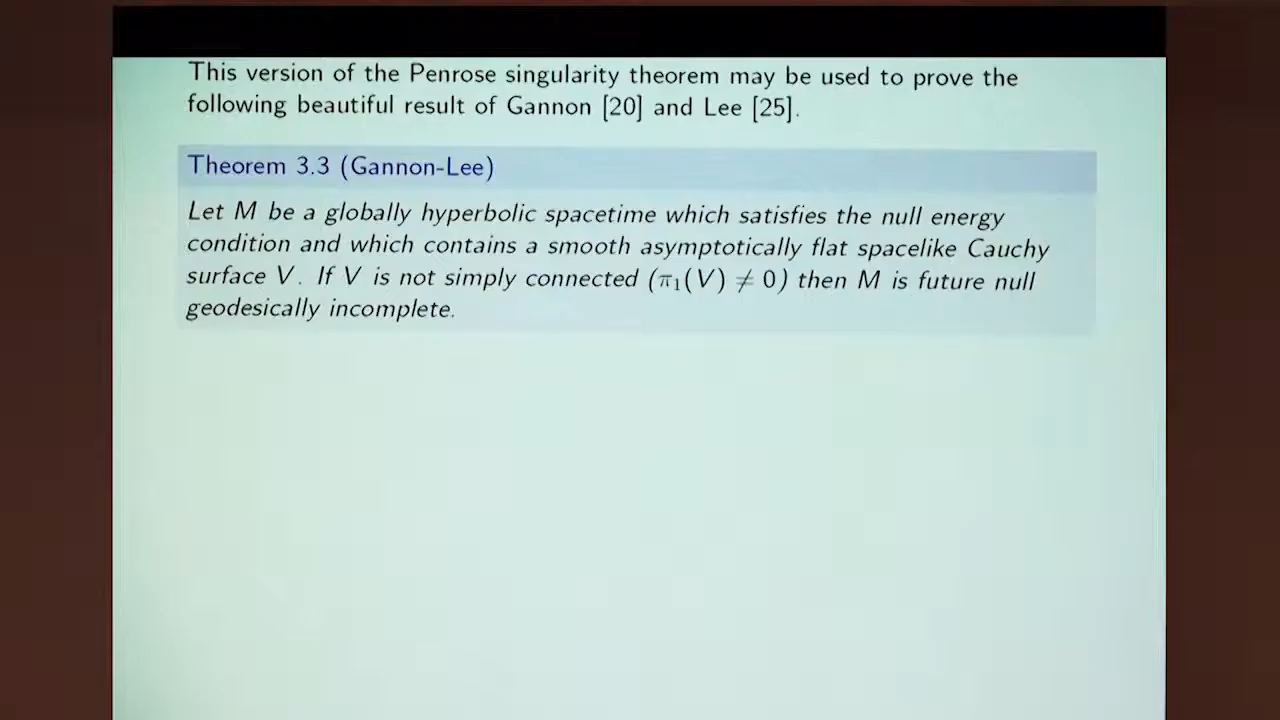 This version of the Penrose singularity theorem may be used to prove the
following beautiful result of Gannon [20] and Lee [25].
Theorem 3.3 (Gannon-Lee)
Let M be a globally hyperbolic spacetime which satisfies the null energy
condition and which contains a smooth asymptotically flat spacelike Cauchy
surface V. If V is not simply connected (π₁(V) ≠ 0) then M is future null
geodesically incomplete.